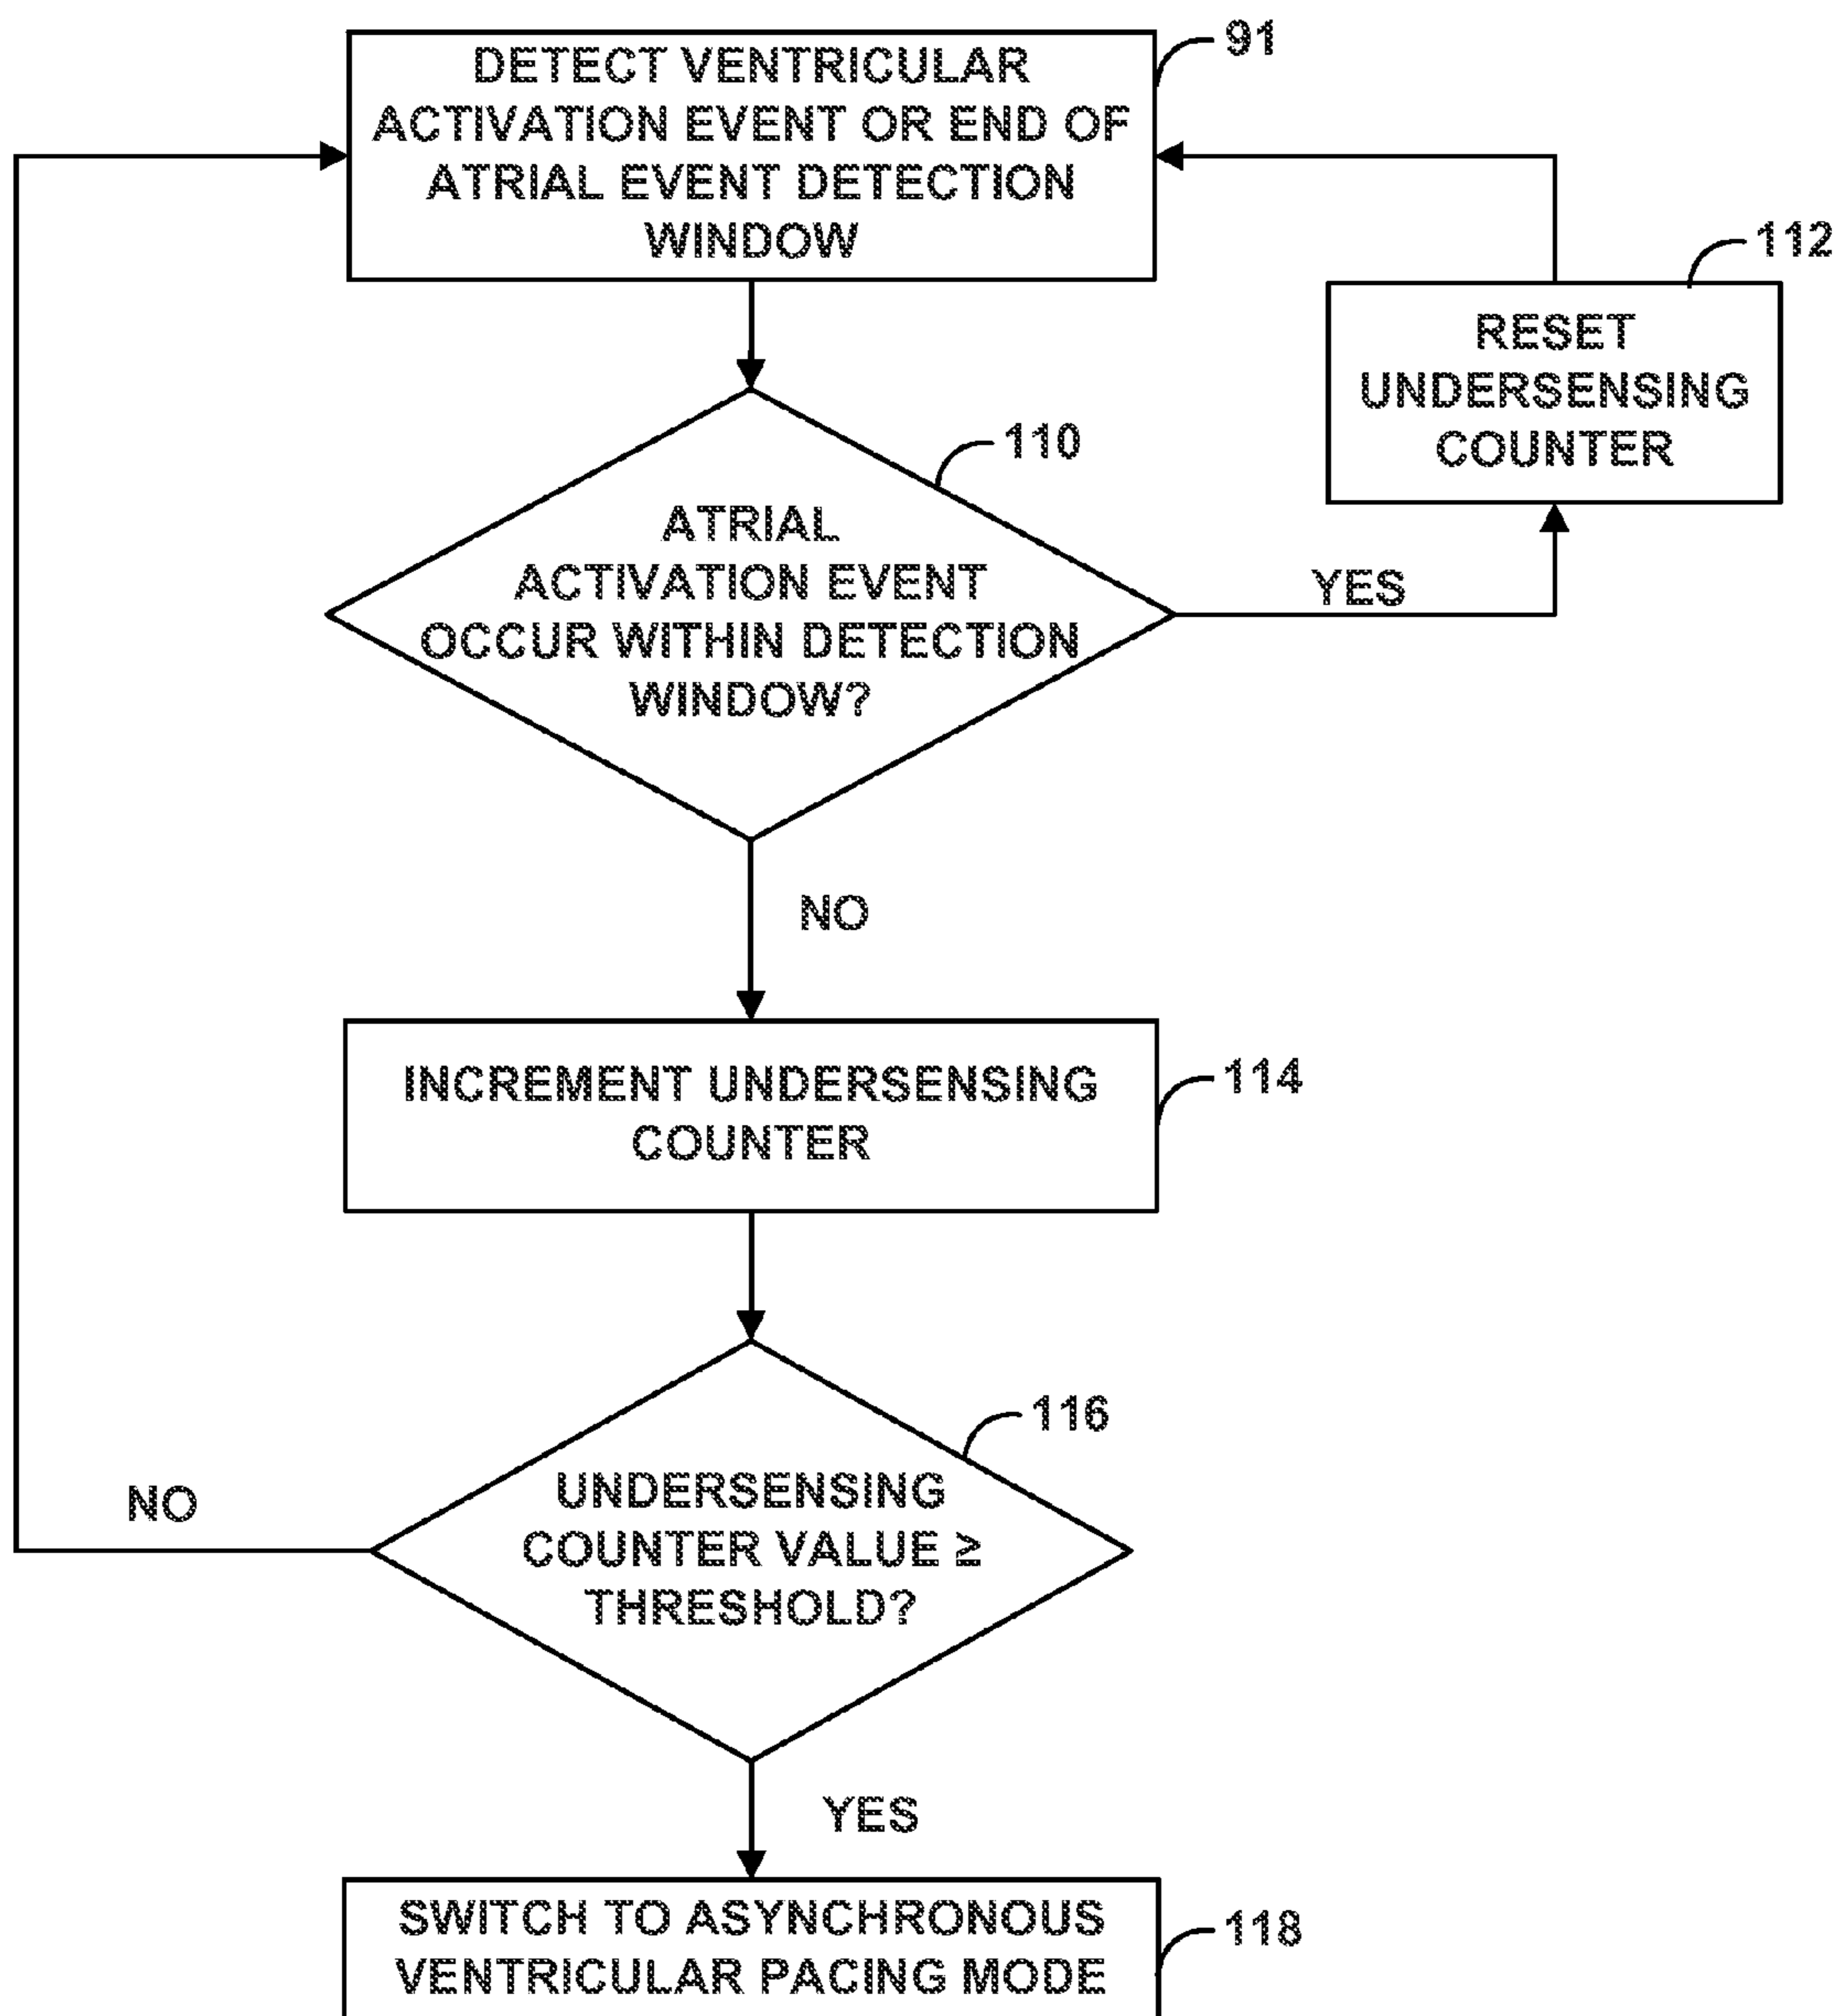 DETECT VENTRICULAR
ACTIVATION EVENT OR END OF
ATRIAL EVENT DETECTION
WINDOW
91
RESET
UNDERSENSING
COUNTER
112
ATRIAL
ACTIVATION EVENT
OCCUR WITHIN DETECTION
WINDOW?
110
YES
NO
INCREMENT UNDERSENSING
COUNTER
114
UNDERSENSING
COUNTER VALUE ≥
THRESHOLD?
116
NO
YES
SWITCH TO ASYNCHRONOUS
VENTRICULAR PACING MODE
118